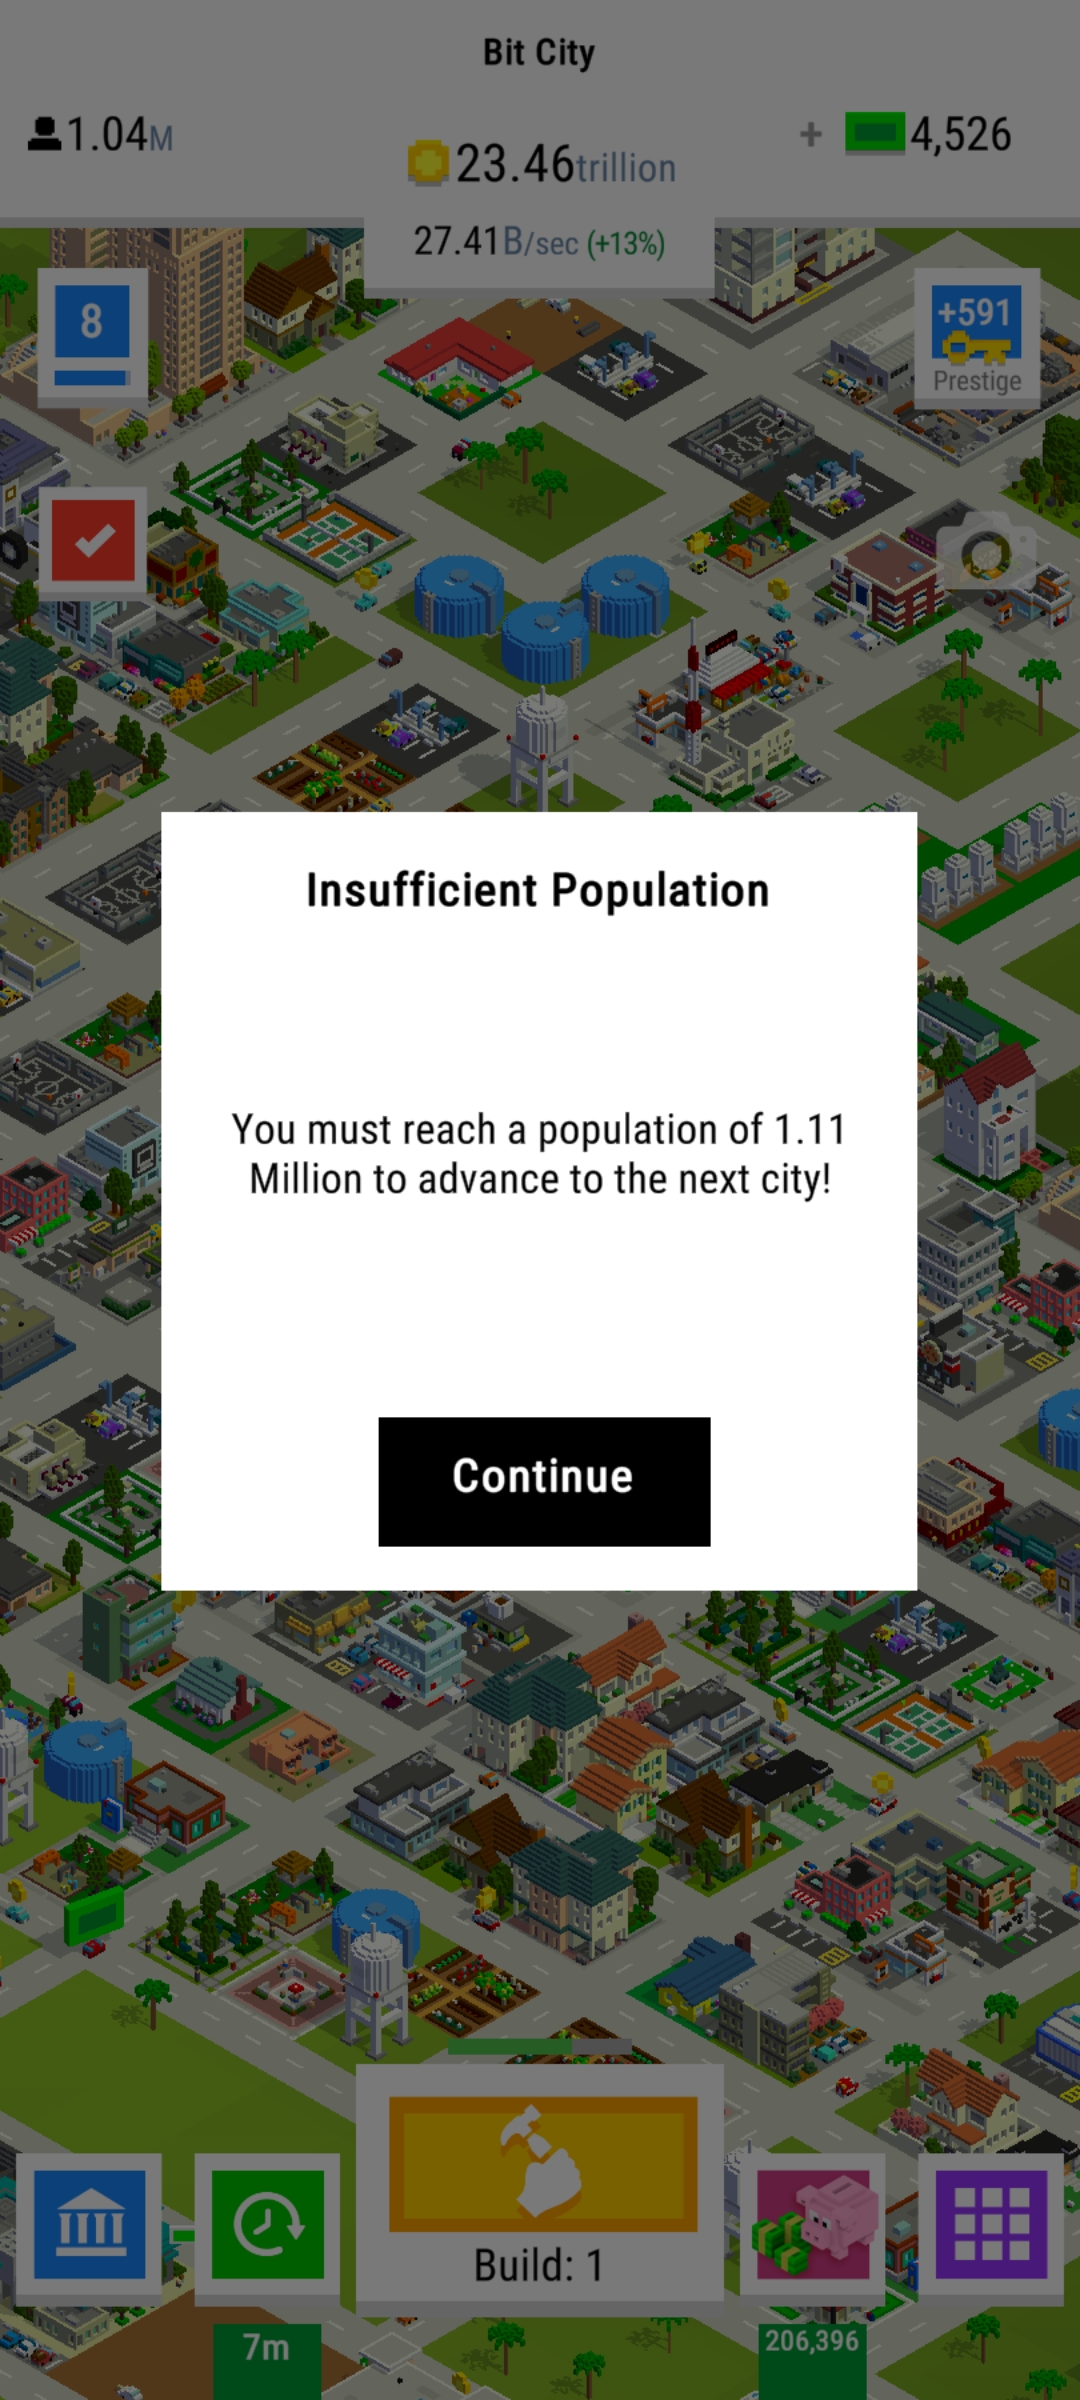 Bit City
1.04M
23.46trillion
+ 4,526
27.41B/sec (+13%)
8
+591
Prestige
Insufficient Population
You must reach a population of 1.11
Million to advance to the next city!
Continue
Build: 1
7m
206,396